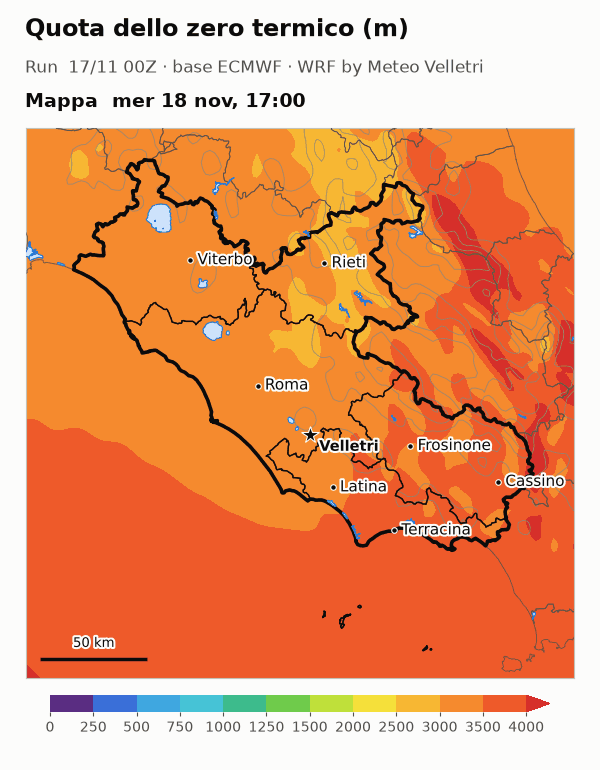 Quota dello zero termico (m)
Run  17/11 00Z · base ECMWF · WRF by Meteo Velletri
Mappa  mer 18 nov, 17:00
Viterbo
Rieti
Roma
Velletri
Frosinone
Cassino
Latina
Terracina
50 km
0 250 500 750 1000 1250 1500 2000 2500 3000 3500 4000